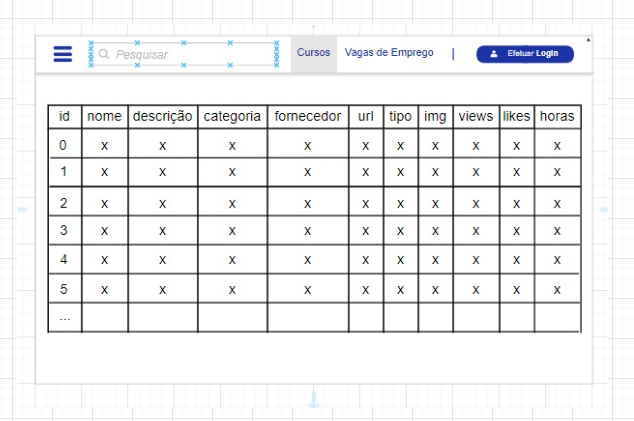 Pesquisar Cursos Vagas de Emprego | Efetuar Login
id nome descrição categoria fornecedor url tipo img views likes horas
0 x x x x x x x x x x
1 x x x x x x x x x x
2 x x x x x x x x x x
3 x x x x x x x x x x
4 x x x x x x x x x x
5 x x x x x x x x x x
...